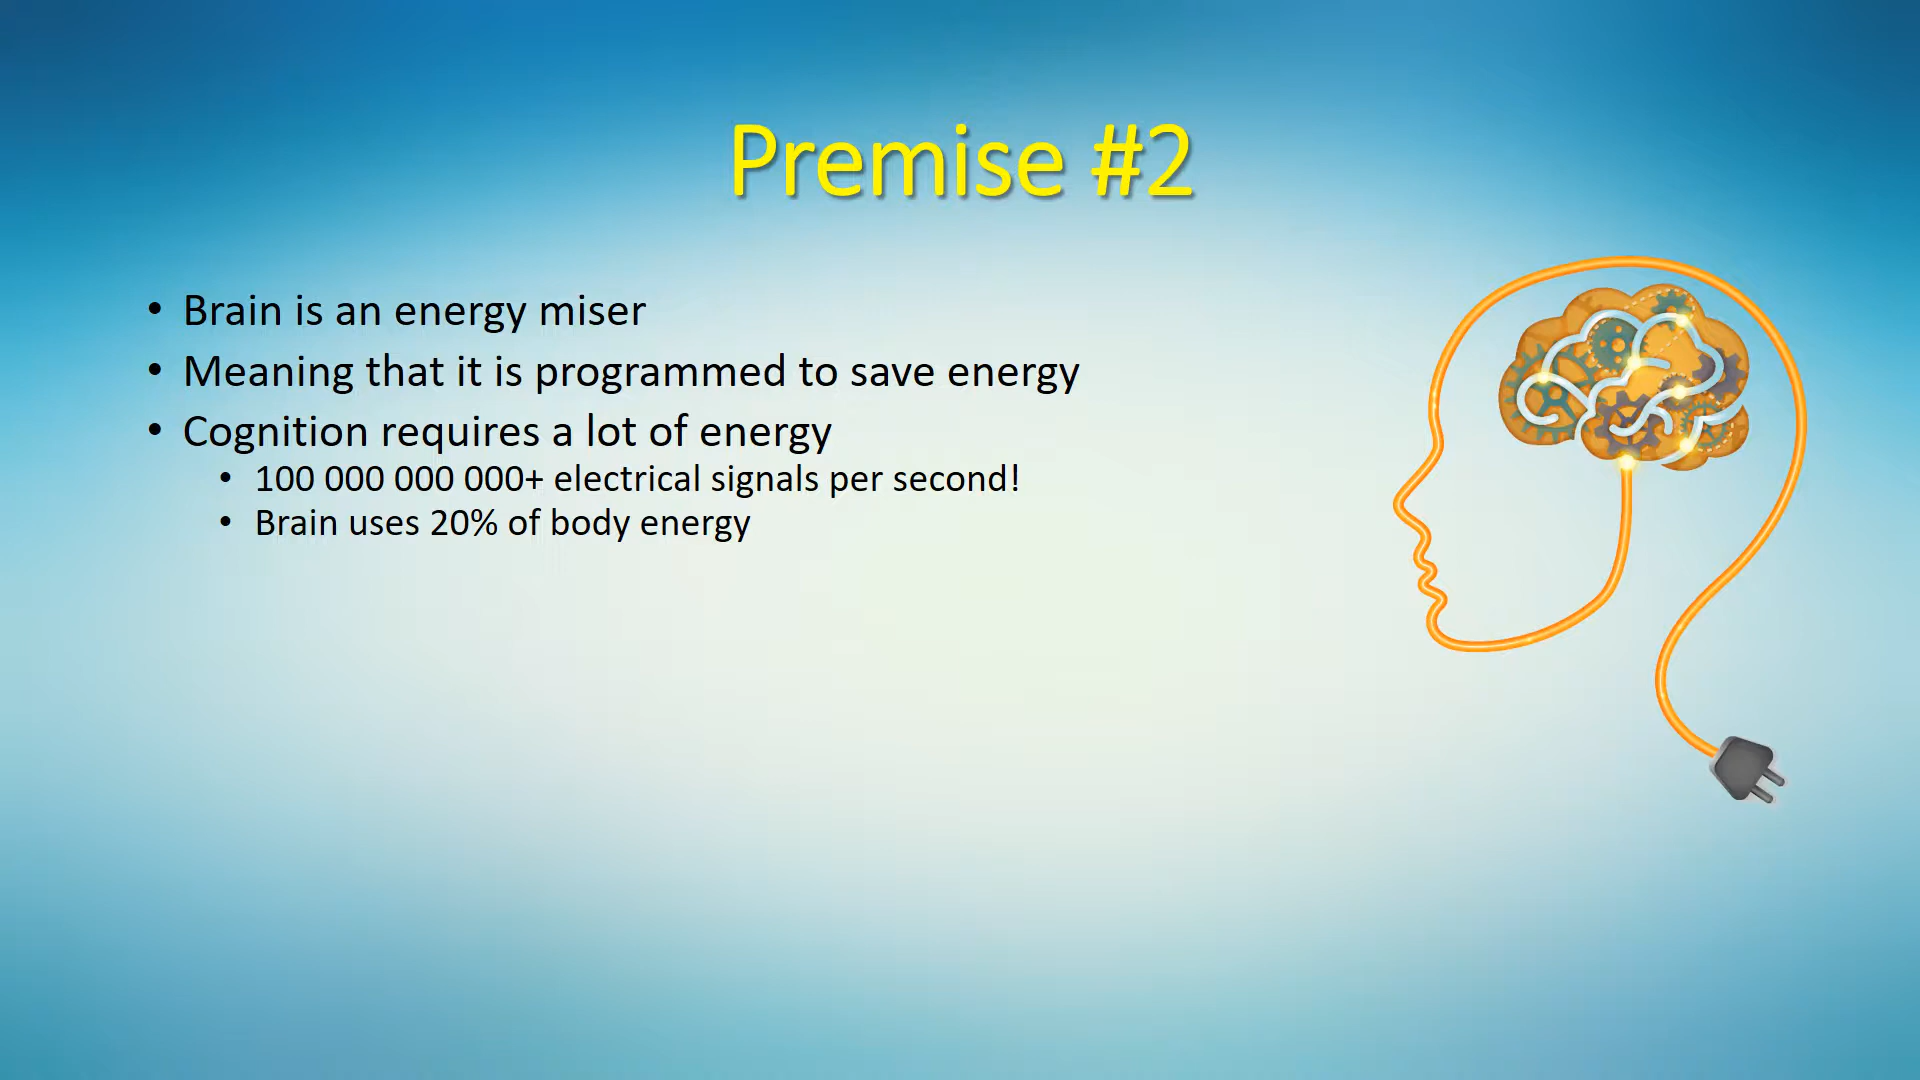 Premise #2
• Brain is an energy miser
• Meaning that it is programmed to save energy
• Cognition requires a lot of energy
• 100 000 000 000+ electrical signals per second!
• Brain uses 20% of body energy